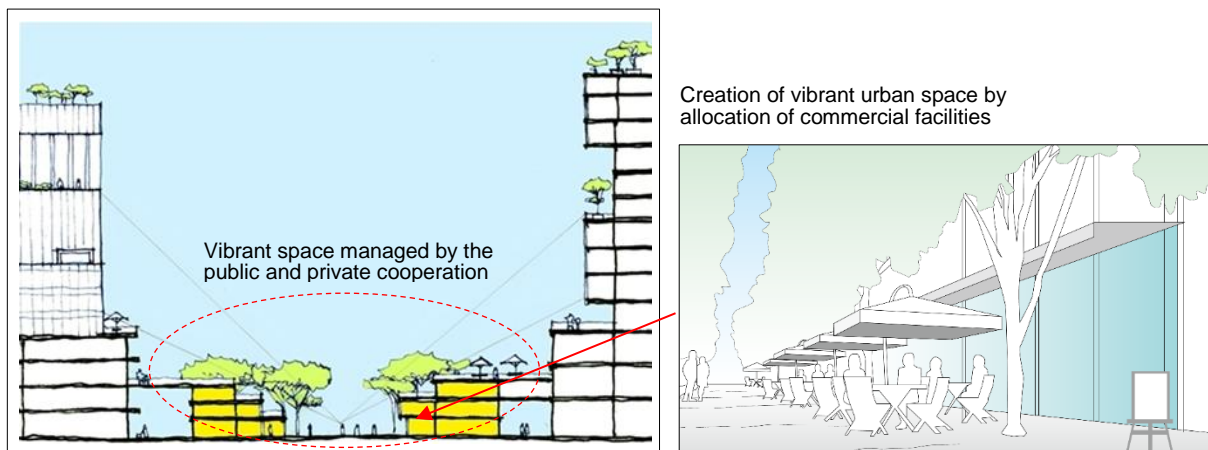 Vibrant space managed by the
public and private cooperation
Creation of vibrant urban space by
allocation of commercial facilities